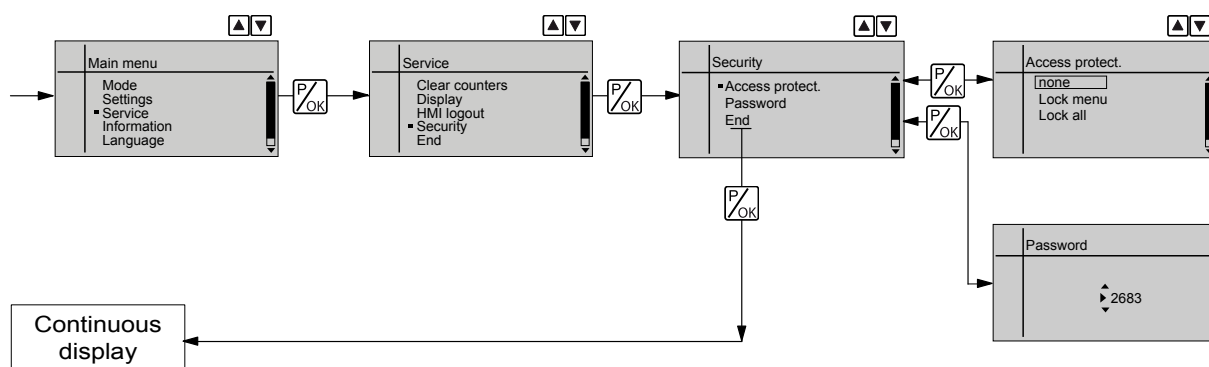 Main menu
Mode
Settings
Service
Information
Language
P/OK
Service
Clear counters
Display
HMI logout
Security
End
P/OK
Security
Access protect.
Password
End
P/OK
P/OK
Access protect.
none
Lock menu
Lock all
P/OK
Password
2683
Continuous
display